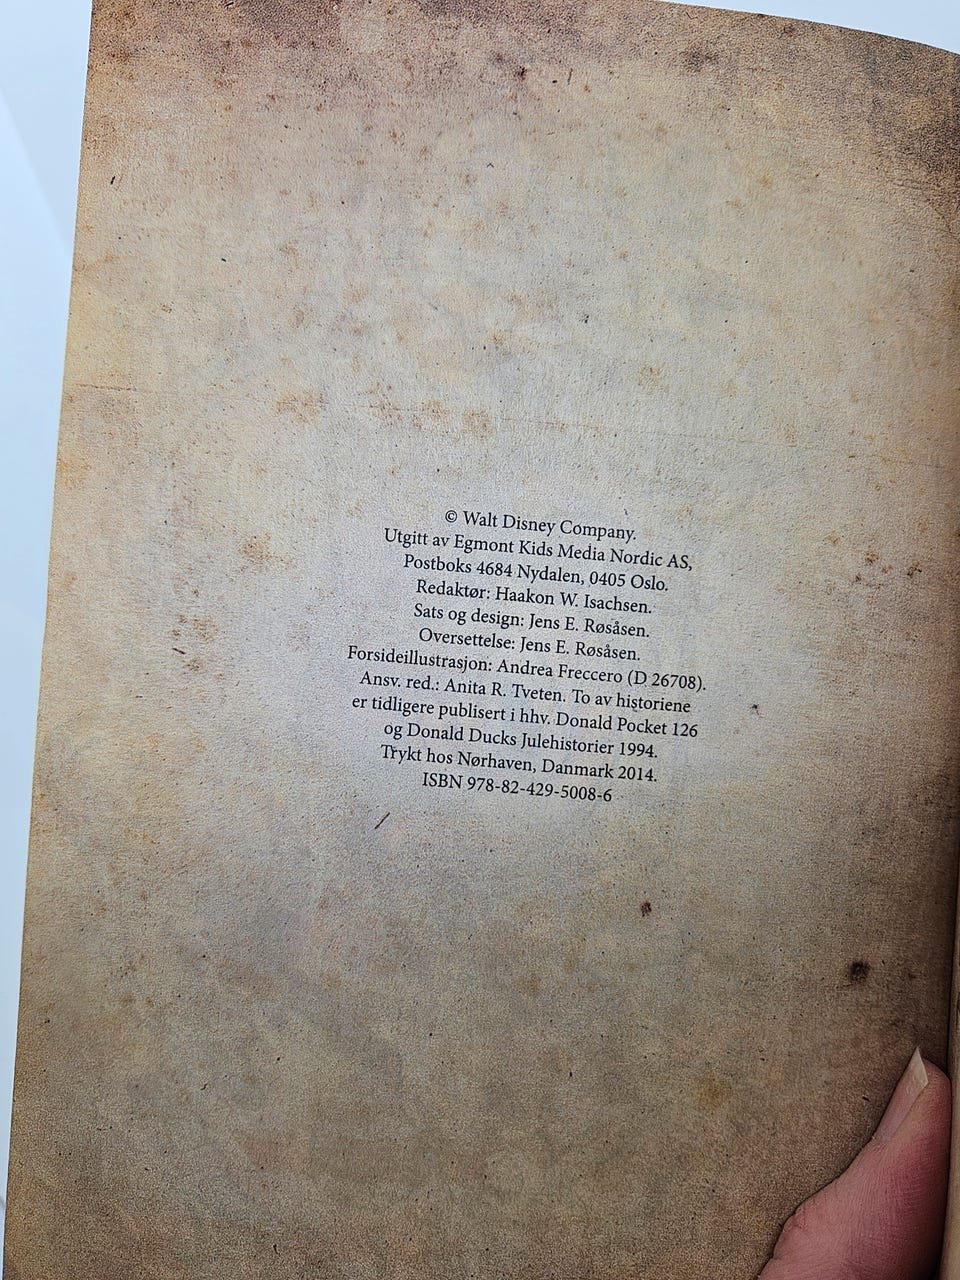 © Walt Disney Company.
Utgitt av Egmont Kids Media Nordic AS,
Postboks 4684 Nydalen, 0405 Oslo.
Redaktør: Haakon W. Isachsen.
Sats og design: Jens E. Røsåsen.
Oversettelse: Jens E. Røsåsen.
Forsideillustrasjon: Andrea Freccero (D 26708).
Ansv. red.: Anita R. Tveten. To av historiene
er tidligere publisert i hhv. Donald Pocket 126
og Donald Ducks Julehistorier 1994.
Trykt hos Nørhaven, Danmark 2014.
ISBN 978-82-429-5008-6